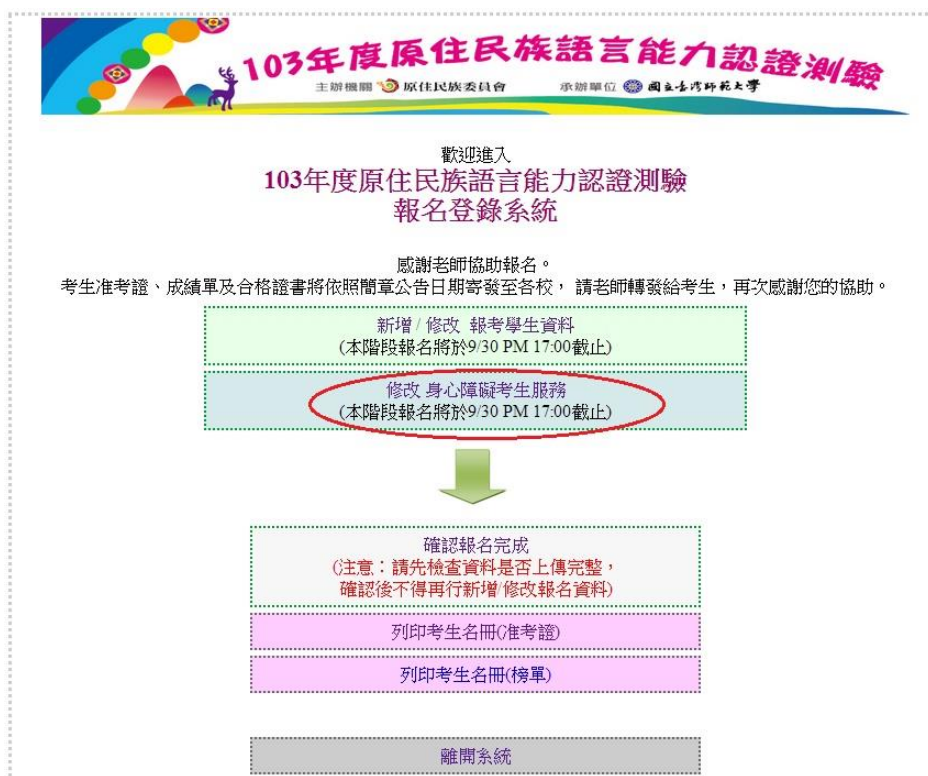 103年度原住民族語言能力認證測驗
主辦機關 原住民族委員會 承辦單位 國立臺灣師範大學
歡迎進入
103年度原住民族語言能力認證測驗
報名登錄系統
感謝老師協助報名。
考生准考證、成績單及合格證書將依照簡章公告日期寄發至各校，請老師轉發給考生，再次感謝您的協助。
新增 / 修改 報考學生資料
(本階段報名將於9/30 PM 17:00截止)
修改 身心障礙考生服務
(本階段報名將於9/30 PM 17:00截止)
確認報名完成
(注意：請先檢查資料是否上傳完整，
確認後不得再行新增/修改報名資料)
列印考生名冊(准考證)
列印考生名冊(榜單)
離開系統